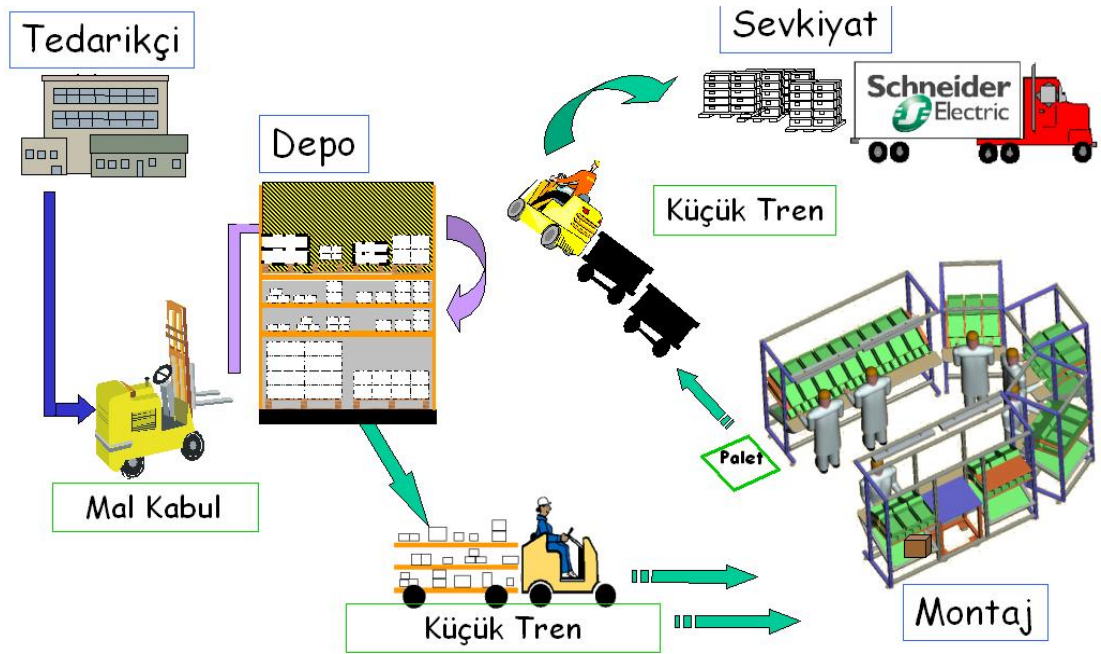 Tedarikçi
Sevkiyat
Schneider
Electric
Depo
Küçük Tren
Palet
Mal Kabul
Küçük Tren
Montaj